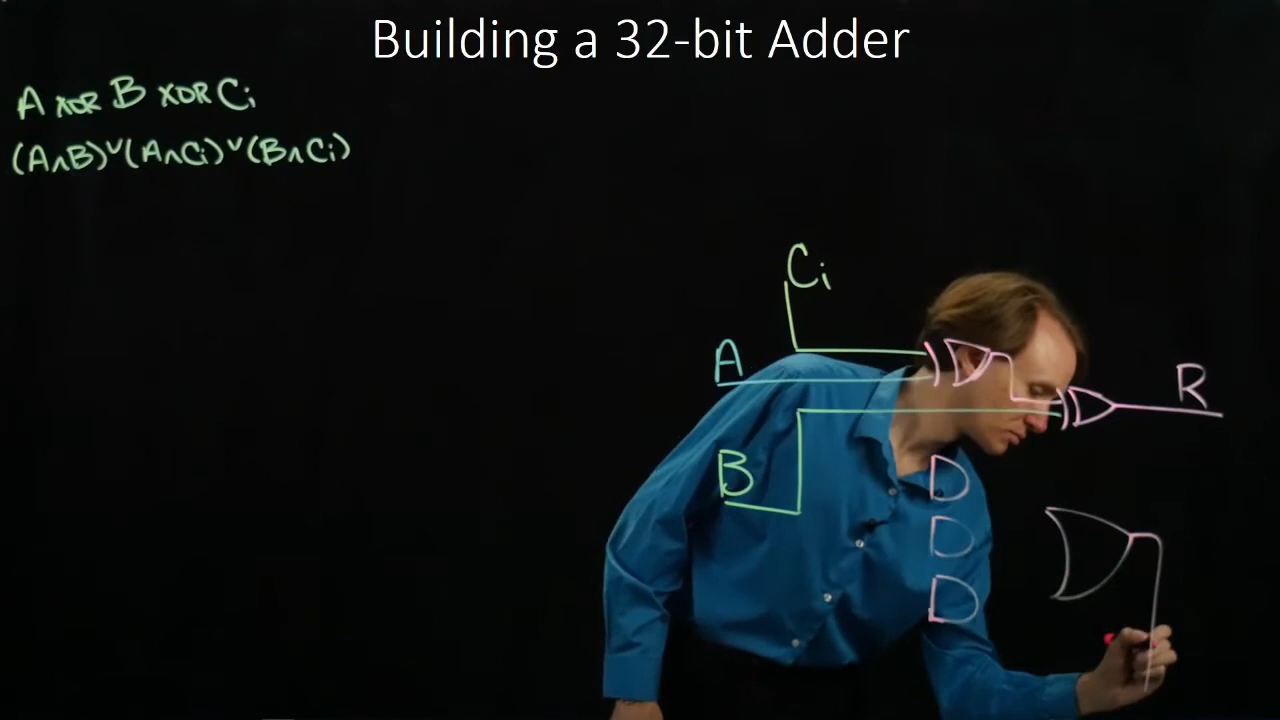 Building a 32-bit Adder
A XOR B XOR Ci
(A∧B)∨(A∧Ci)∨(B∧Ci)
Ci
A
R
B